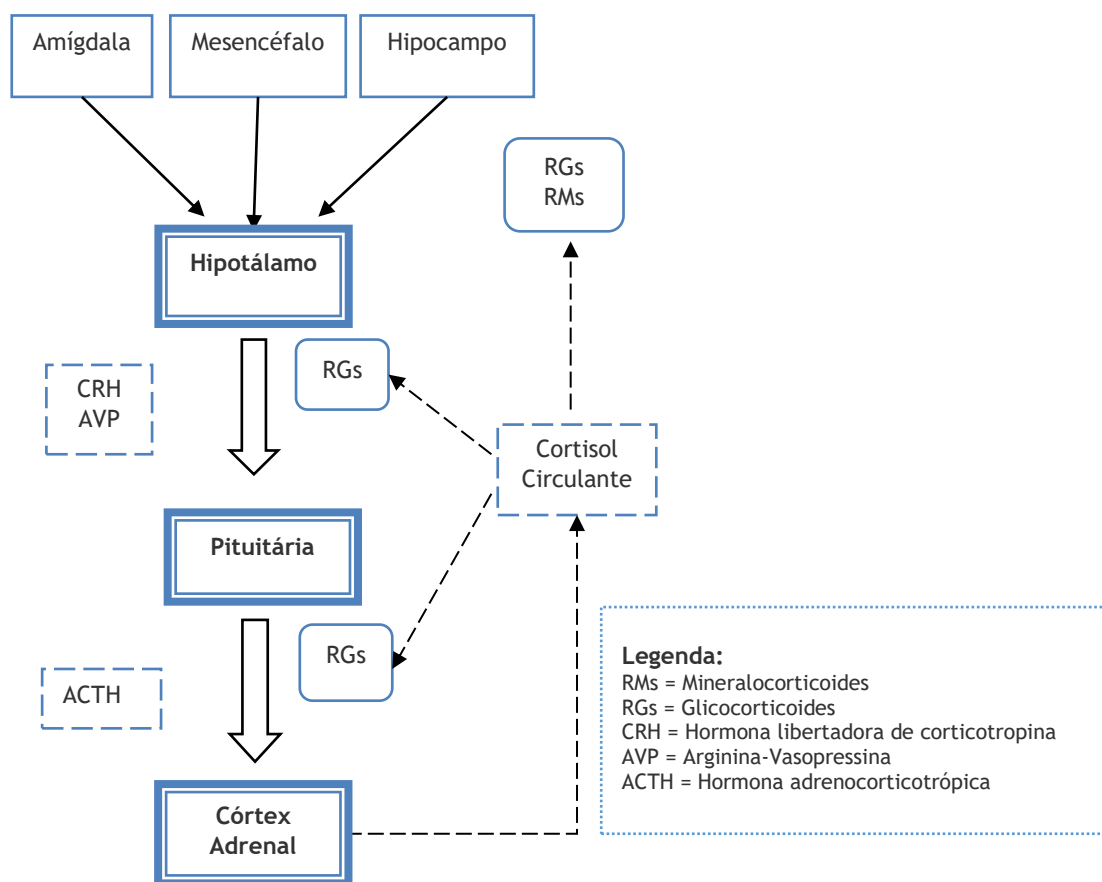 Amígdala
Mesencéfalo
Hipocampo
RGs
RMs
Hipotálamo
RGs
CRH
AVP
Cortisol
Circulante
Pituitária
RGs
ACTH
Legenda:
RMs = Mineralocorticoides
RGs = Glicocorticoides
CRH = Hormona libertadora de corticotropina
AVP = Arginina-Vasopressina
ACTH = Hormona adrenocorticotrópica
Córtex
Adrenal